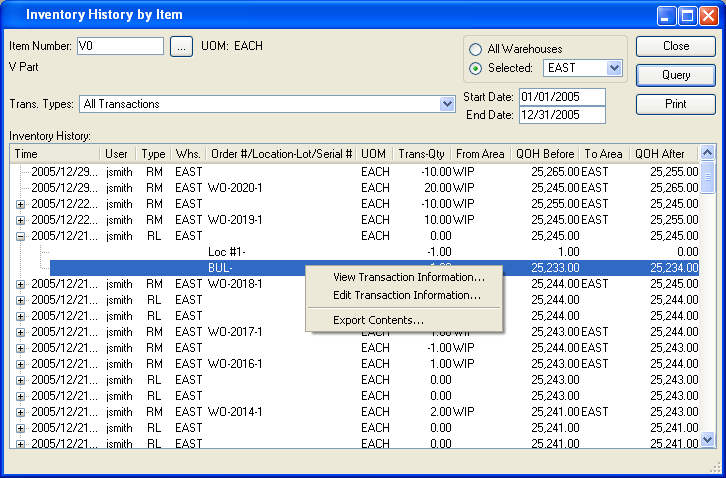 Inventory History by Item
Item Number: V0 ... UOM: EACH
V Part
All Warehouses
Selected: EAST
Close
Query
Print
Trans. Types: All Transactions
Start Date: 01/01/2005
End Date: 12/31/2005
Inventory History:
Time User Type Whs. Order #/Location-Lot/Serial # UOM Trans-Qty From Area QOH Before To Area QOH After
2005/12/29... jsmith RM EAST EACH -10.00 WIP 25,265.00 EAST 25,255.00
2005/12/29... jsmith RM EAST WO-2020-1 EACH 20.00 WIP 25,245.00 EAST 25,265.00
2005/12/22... jsmith RM EAST EACH -10.00 WIP 25,255.00 EAST 25,245.00
2005/12/22... jsmith RM EAST WO-2019-1 EACH 10.00 WIP 25,245.00 EAST 25,255.00
2005/12/21... jsmith RL EAST EACH 0.00 25,245.00 25,245.00
Loc #1- -1.00 1.00 0.00
BUL- 25,233.00 25,234.00
View Transaction Information...
Edit Transaction Information...
Export Contents...
2005/12/21... jsmith RM EAST WO-2018-1 25,244.00 EAST 25,245.00
2005/12/21... jsmith RL EAST 25,244.00 25,244.00
2005/12/21... jsmith RL EAST 25,244.00 25,244.00
2005/12/21... jsmith RM EAST WO-2017-1 EACH 1.00 WIP 25,243.00 EAST 25,244.00
2005/12/21... jsmith RM EAST EACH -1.00 WIP 25,244.00 EAST 25,243.00
2005/12/21... jsmith RM EAST WO-2016-1 EACH 1.00 WIP 25,243.00 EAST 25,244.00
2005/12/21... jsmith RL EAST EACH 0.00 25,243.00 25,243.00
2005/12/21... jsmith RL EAST EACH 0.00 25,243.00 25,243.00
2005/12/21... jsmith RM EAST WO-2014-1 EACH 2.00 WIP 25,241.00 EAST 25,243.00
2005/12/21... jsmith RL EAST EACH 0.00 25,241.00 25,241.00
2005/12/21... jsmith RL EAST EACH 0.00 25,241.00 25,241.00